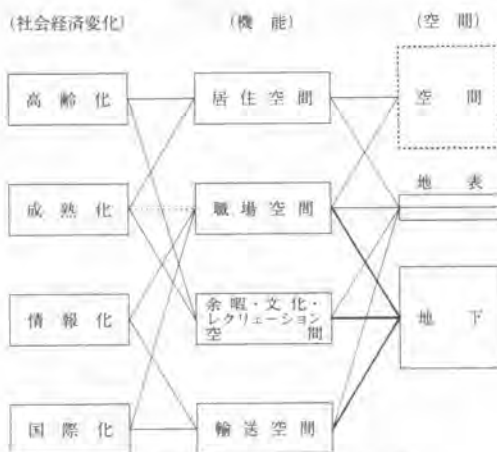 (社会経済変化) (機 能) (空 間)
高 齢 化 居 住 空 間 空 間
地 表
成 熟 化 職 場 空 間
余 暇・文 化・
レクリェーション
空 間
情 報 化 地 下
国 際 化 輸 送 空 間